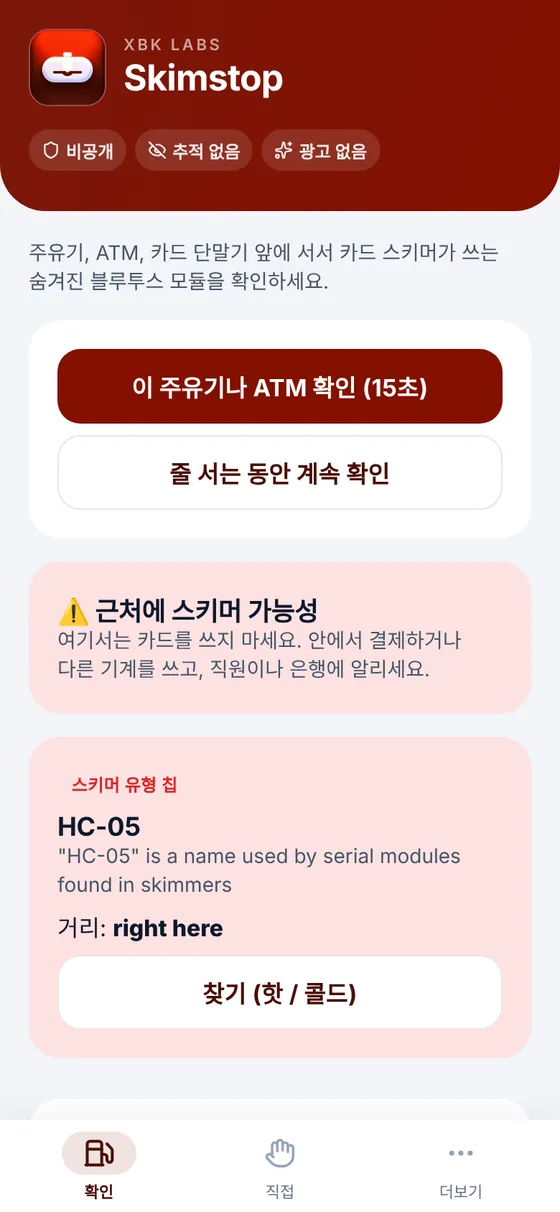 XBK LABS
Skimstop
비공개
추적 없음
광고 없음
주유기, ATM, 카드 단말기 앞에 서서 카드 스키머가 쓰는
숨겨진 블루투스 모듈을 확인하세요.
이 주유기나 ATM 확인 (15초)
줄 서는 동안 계속 확인
⚠️ 근처에 스키머 가능성
여기서는 카드를 쓰지 마세요. 안에서 결제하거나
다른 기계를 쓰고, 직원이나 은행에 알리세요.
스키머 유형 칩
HC-05
"HC-05" is a name used by serial modules
found in skimmers
거리: right here
찾기 (핫 / 콜드)
확인
직접
더보기